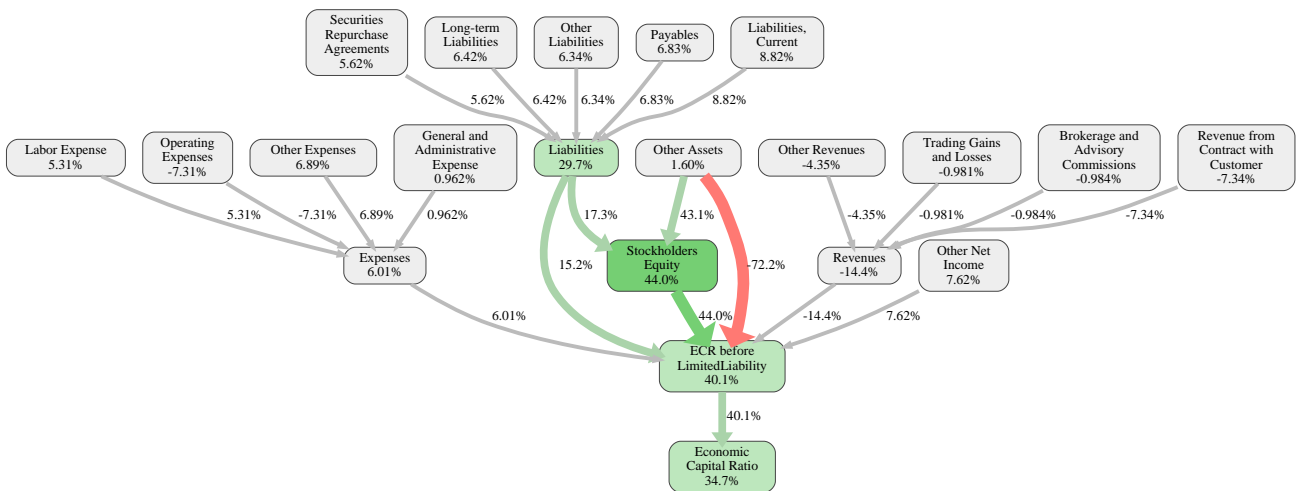 Securities
Repurchase
Agreements
5.62%
Long-term
Liabilities
6.42%
Other
Liabilities
6.34%
Payables
6.83%
Liabilities,
Current
8.82%
5.62%
6.42%
6.34%
6.83%
8.82%
Labor Expense
5.31%
Operating
Expenses
-7.31%
Other Expenses
6.89%
General and
Administrative
Expense
0.962%
Liabilities
29.7%
Other Assets
1.60%
Other Revenues
-4.35%
Trading Gains
and Losses
-0.981%
Brokerage and
Advisory
Commissions
-0.984%
Revenue from
Contract with
Customer
-7.34%
5.31%
-7.31%
6.89%
0.962%
17.3%
43.1%
-4.35%
-0.981%
-0.984%
-7.34%
Expenses
6.01%
15.2%
Stockholders
Equity
44.0%
-72.2%
Revenues
-14.4%
Other Net
Income
7.62%
6.01%
44.0%
-14.4%
7.62%
ECR before
LimitedLiability
40.1%
40.1%
Economic
Capital Ratio
34.7%